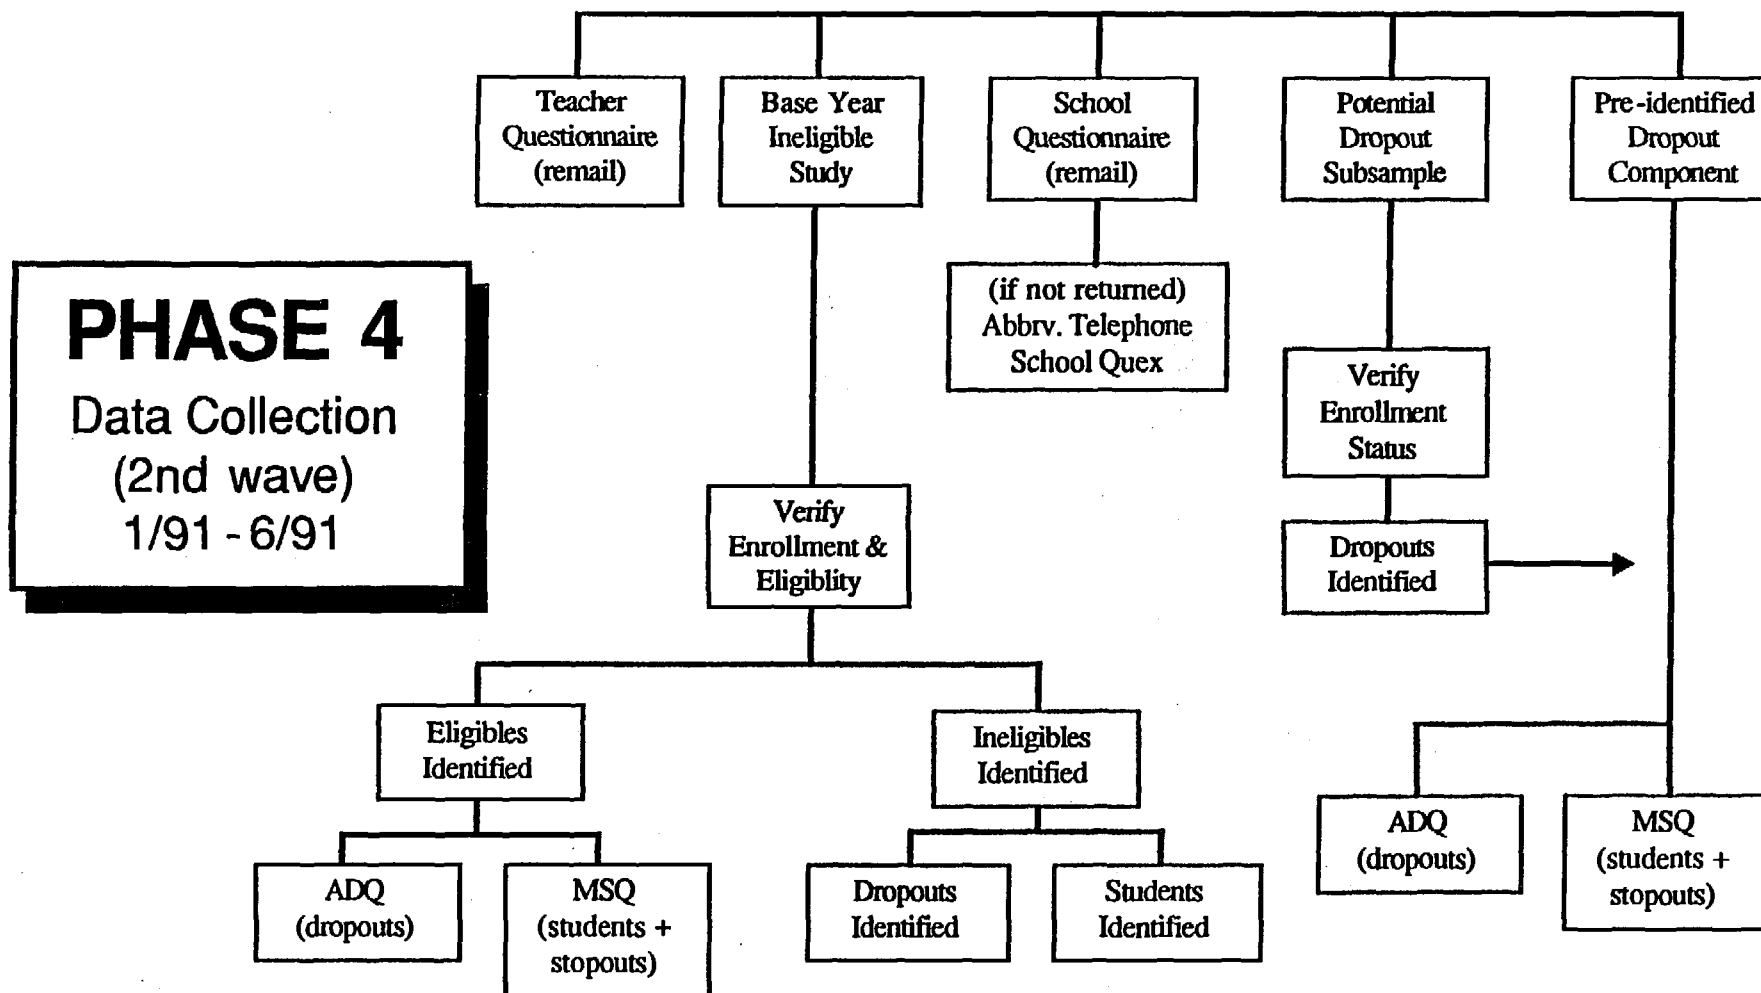 Teacher
Questionnaire
(remail)
Base Year
Ineligible
Study
School
Questionnaire
(remail)
Potential
Dropout
Subsample
Pre-identified
Dropout
Component
PHASE 4
Data Collection
(2nd wave)
1/91 - 6/91
(if not returned)
Abbrv. Telephone
School Quex
Verify
Enrollment
Status
Verify
Enrollment &
Eligiblity
Dropouts
Identified
Eligibles
Identified
Ineligibles
Identified
ADQ
(dropouts)
MSQ
(students +
stopouts)
Dropouts
Identified
Students
Identified
ADQ
(dropouts)
MSQ
(students +
stopouts)